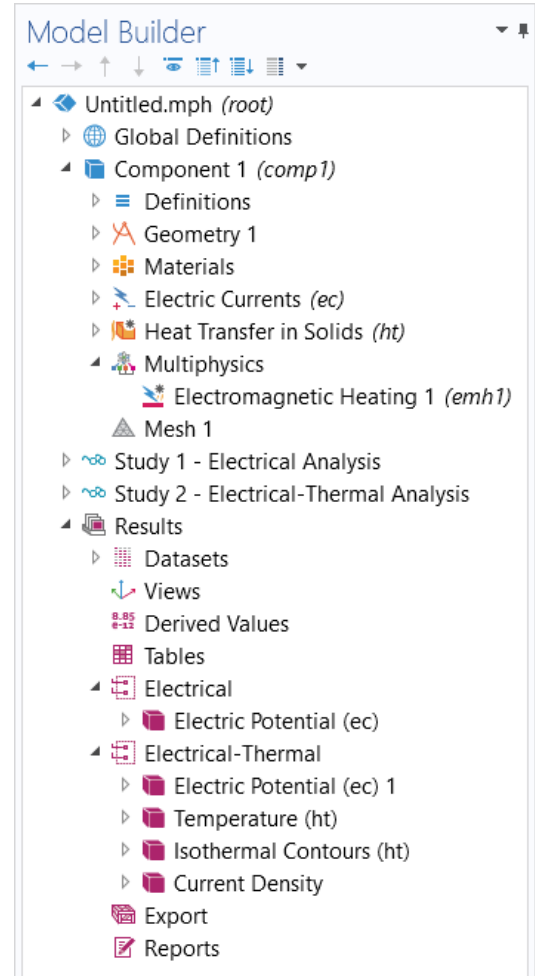 Model Builder
Untitled.mph (root)
Global Definitions
Component 1 (comp1)
Definitions
Geometry 1
Materials
Electric Currents (ec)
Heat Transfer in Solids (ht)
Multiphysics
Electromagnetic Heating 1 (emh1)
Mesh 1
Study 1 - Electrical Analysis
Study 2 - Electrical-Thermal Analysis
Results
Datasets
Views
8.85
e-12
Derived Values
Tables
Electrical
Electric Potential (ec)
Electrical-Thermal
Electric Potential (ec) 1
Temperature (ht)
Isothermal Contours (ht)
Current Density
Export
Reports